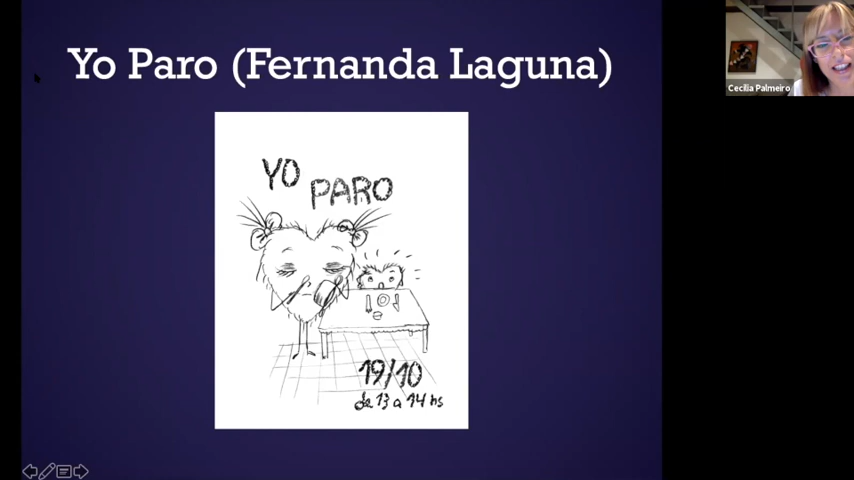 Yo Paro (Fernanda Laguna)
Cecilia Palmeiro
YO
PARO
19/10
de 13 a 14 hs